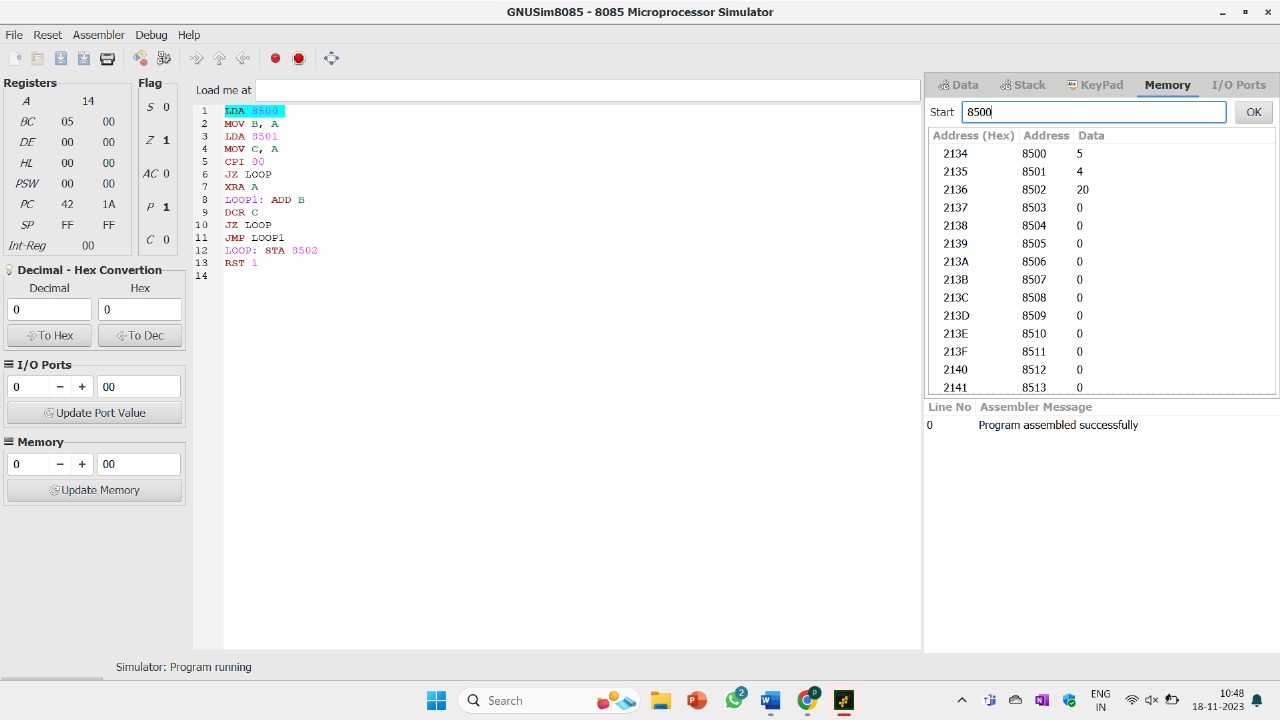 GNUSim8085 - 8085 Microprocessor Simulator
File Reset Assembler Debug Help
Registers
A 14
BC 05 00
DE 00 00
HL 00 00
PSW 00 00
PC 42 1A
SP FF FF
Int-Reg 00
Flag
S 0
Z 1
AC 0
P 1
C 0
Decimal - Hex Convertion
Decimal Hex
0 0
To Hex To Dec
I/O Ports
0 − + 00
Update Port Value
Memory
0 − + 00
Update Memory
Load me at
1 LDA 8500
2 MOV B, A
3 LDA 8501
4 MOV C, A
5 CPI 00
6 JZ LOOP
7 XRA A
8 LOOP1: ADD B
9 DCR C
10 JZ LOOP
11 JMP LOOP1
12 LOOP: STA 8502
13 RST 1
14
Data Stack KeyPad Memory I/O Ports
Start 8500 OK
Address (Hex) Address Data
2134 8500 5
2135 8501 4
2136 8502 20
2137 8503 0
2138 8504 0
2139 8505 0
213A 8506 0
213B 8507 0
213C 8508 0
213D 8509 0
213E 8510 0
213F 8511 0
2140 8512 0
2141 8513 0
Line No Assembler Message
0 Program assembled successfully
Simulator: Program running
Search
2
P
ENG
IN
10:48
18-11-2023